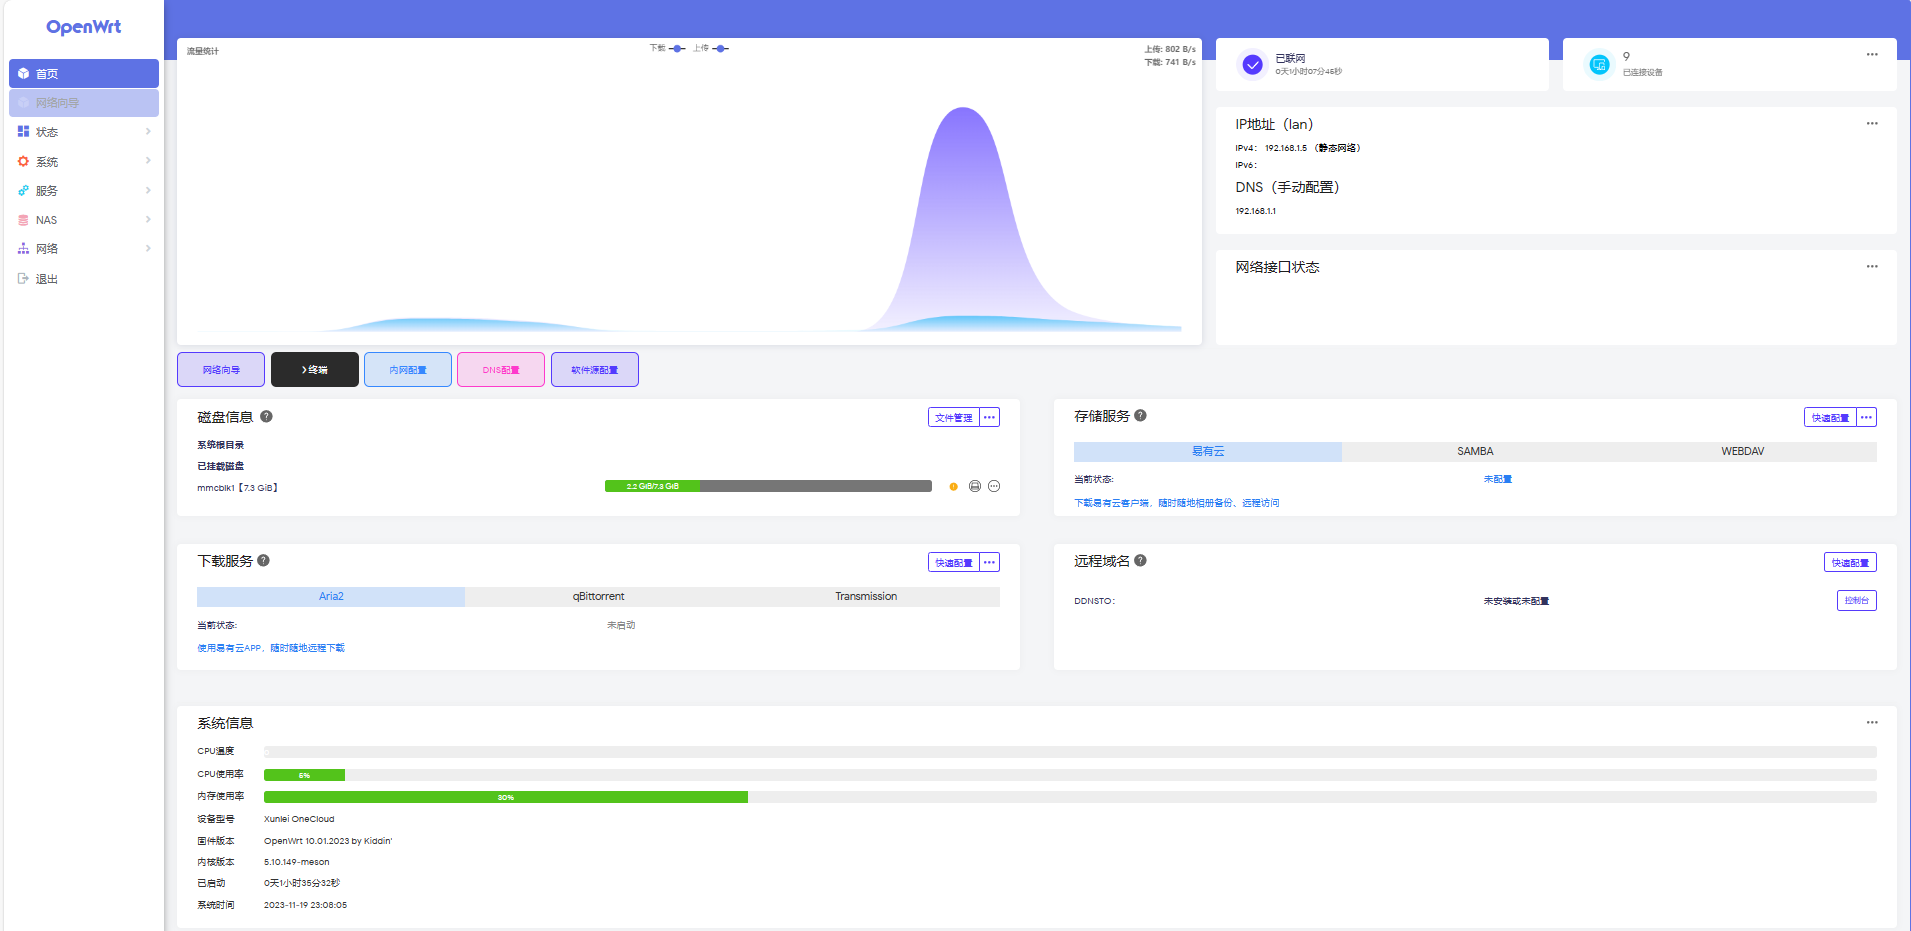 OpenWrt
首页
网络向导
状态
系统
服务
NAS
网络
退出
流量统计
下载 上传
上传: 802 B/s
下载: 741 B/s
已联网
0天1小时07分46秒
9
已连接设备
IP地址（lan）
IPv4： 192.168.1.5 （静态网络）
IPv6：
DNS（手动配置）
192.168.1.1
网络接口状态
网络向导 终端 内网配置 DNS配置 软件源配置
磁盘信息
文件管理
系统根目录
已挂载磁盘
mmcblk1【7.3 GiB】
2.2 GiB/7.3 GiB
存储服务
快速配置
易有云 SAMBA WEBDAV
当前状态: 未配置
下载易有云客户端，随时随地相册备份、远程访问
下载服务
快速配置
Aria2 qBittorrent Transmission
当前状态: 未启动
使用易有云APP，随时随地远程下载
远程域名
快速配置
DDNSTO： 未安装或未配置 控制台
系统信息
CPU温度
CPU使用率 5%
内存使用率 30%
设备型号 Xunlei OneCloud
固件版本 OpenWrt 10.01.2023 by Kiddin'
内核版本 5.10.149-meson
已启动 0天1小时35分32秒
系统时间 2023-11-19 23:08:05